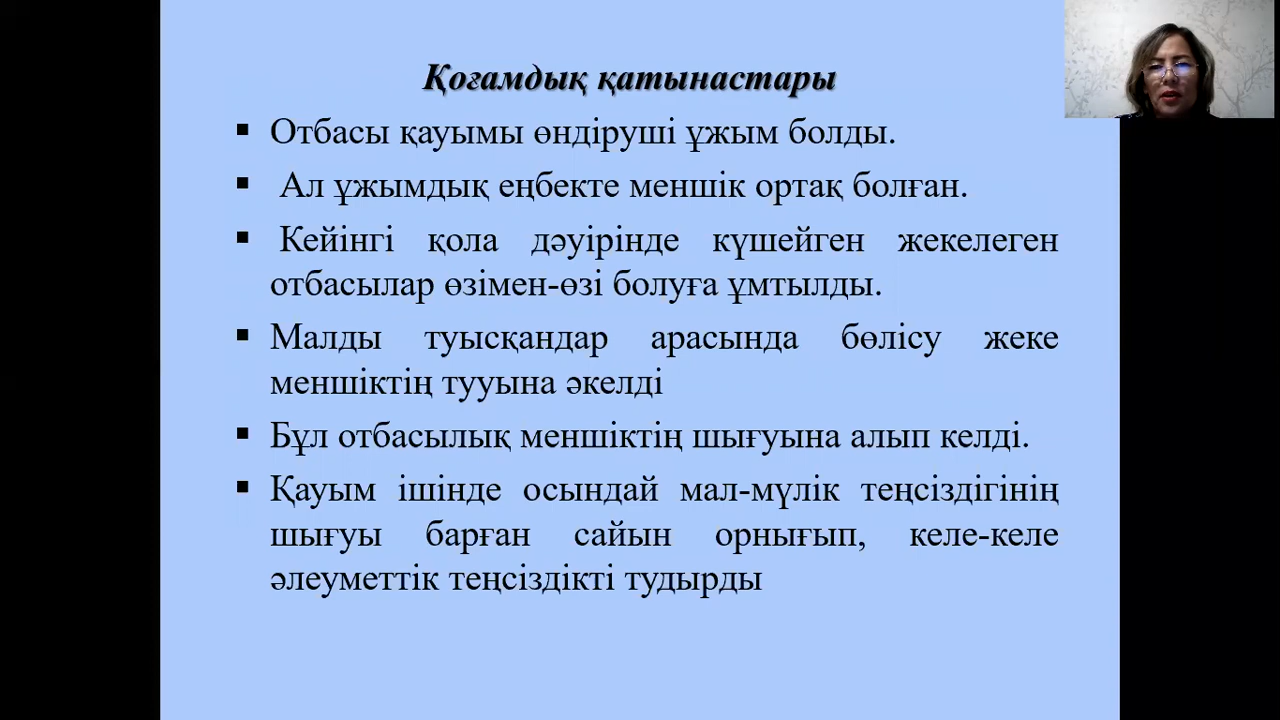 Қоғамдық қатынастары
▪ Отбасы қауымы өндіруші ұжым болды.
▪ Ал ұжымдық еңбекте меншік ортақ болған.
▪ Кейінгі қола дәуірінде күшейген жекелеген
отбасылар өзімен-өзі болуға ұмтылды.
▪ Малды туысқандар арасында бөлісу жеке
меншіктің тууына әкелді
▪ Бұл отбасылық меншіктің шығуына алып келді.
▪ Қауым ішінде осындай мал-мүлік теңсіздігінің
шығуы барған сайын орнығып, келе-келе
әлеуметтік теңсіздікті тудырды